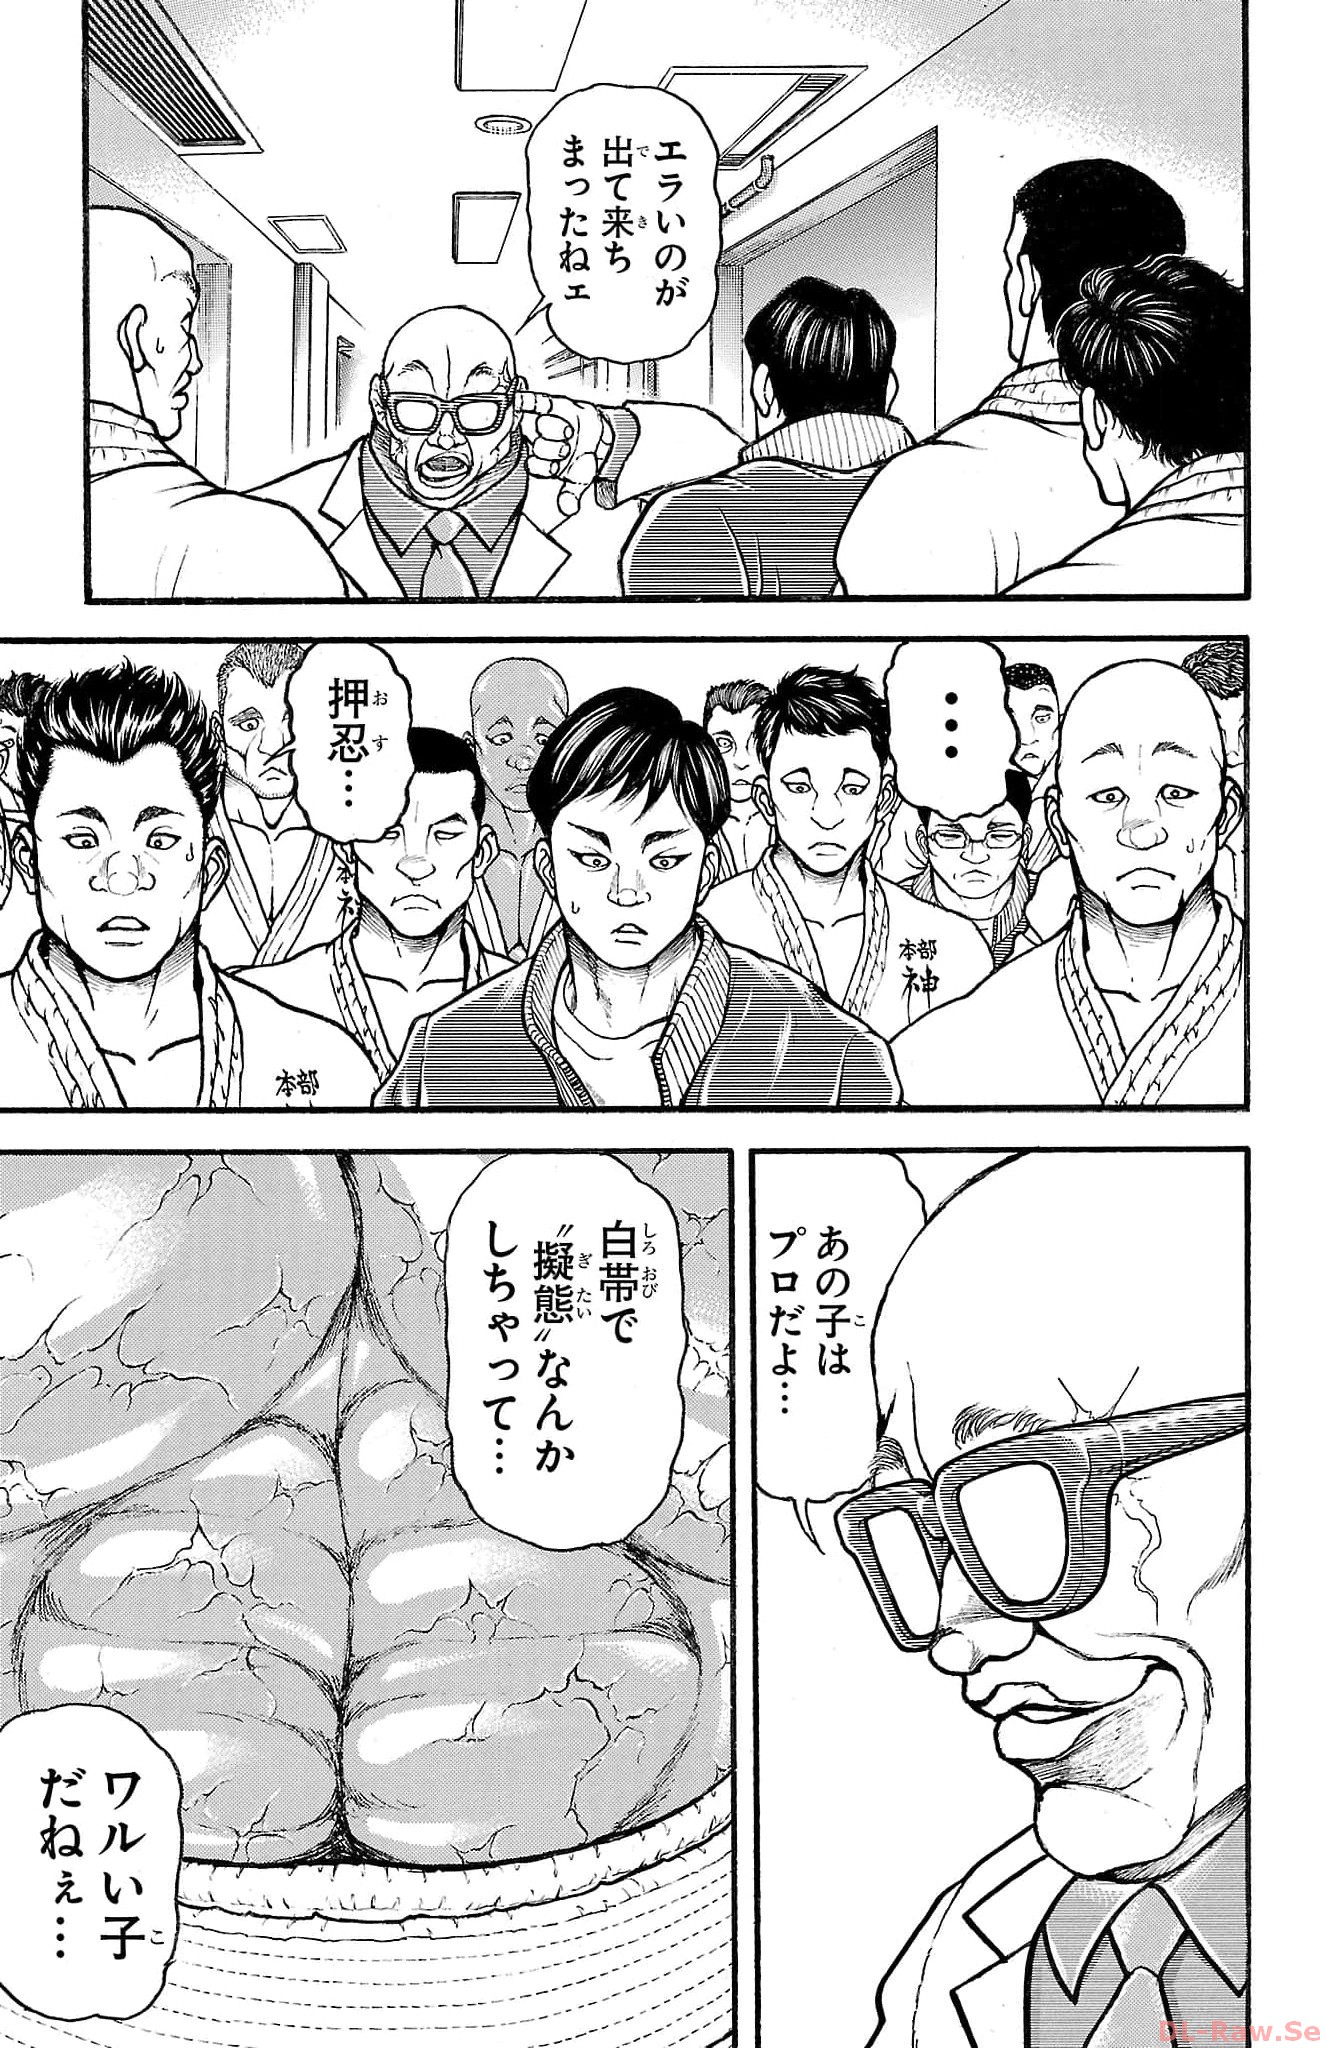 エラいのが
出て来ち
まったねェ
…
押忍…
本部
神
本
神
本部
あの子は
プロだよ…
白帯で
〝擬態〟なんか
しちゃって…
ワルい子
だねぇ…
DL-Raw.Se